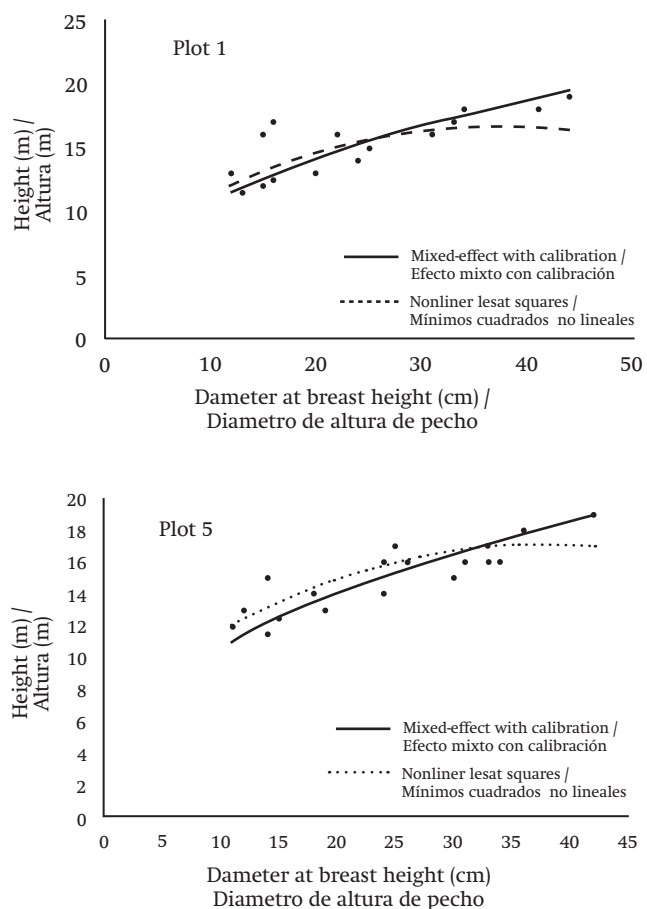 25
Plot 1
20
15
10
5
0
Height (m) /
Altura (m)
Mixed-effect with calibration /
Efecto mixto con calibración
Nonliner lesat squares /
Mínimos cuadrados no lineales
0 10 20 30 40 50
Dameter at breast height (cm) /
Diametro de altura de pecho
20
Plot 5
18
16
14
12
10
8
6
4
2
0
Height (m) /
Altura (m)
Mixed-effect with calibration /
Efecto mixto con calibración
Nonliner lesat squares /
Mínimos cuadrados no lineales
0 5 10 15 20 25 30 35 40 45
Dameter at breast height (cm)
Diametro de altura de pecho